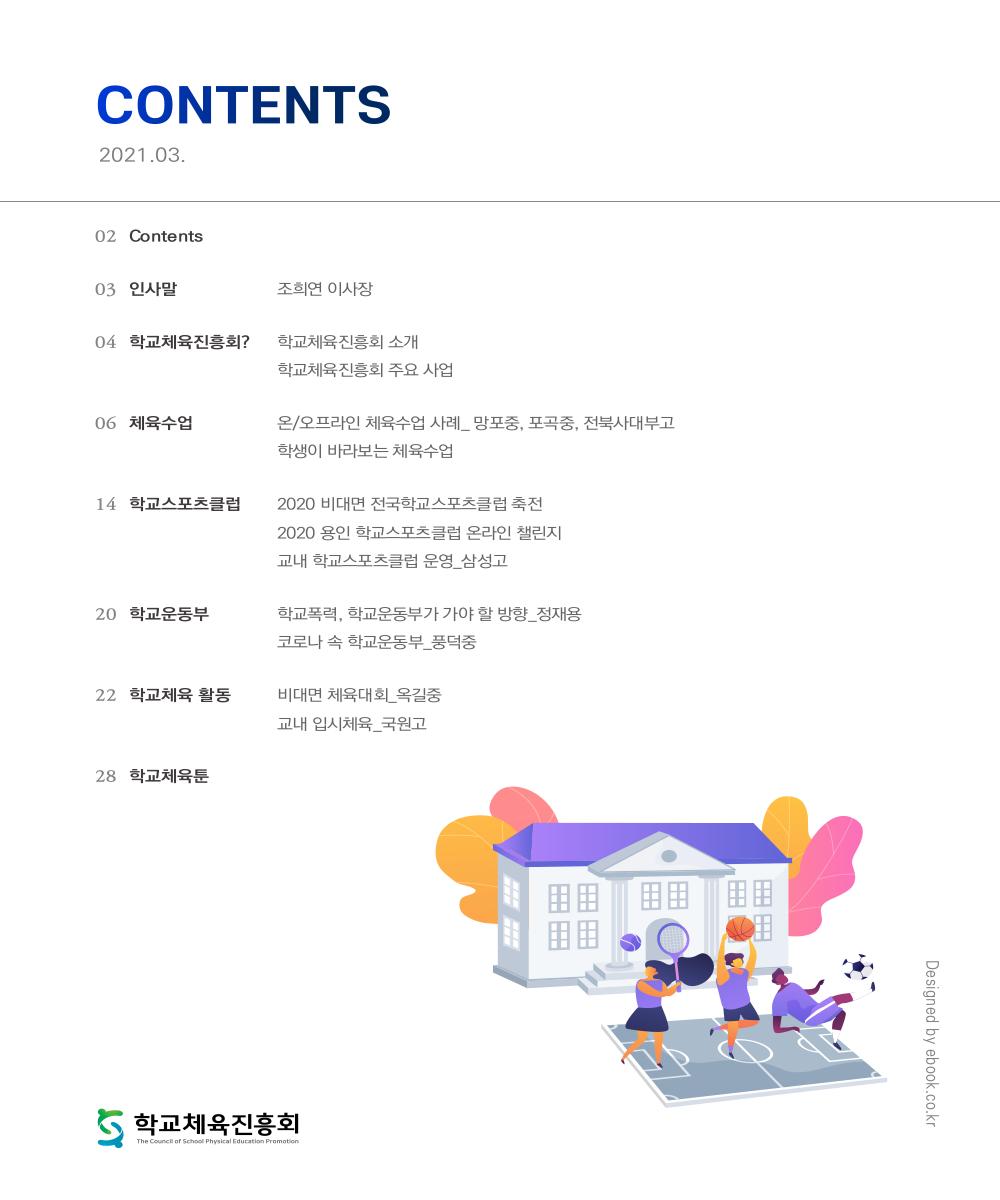 CONTENTS
2021.03.
02 Contents
03 인사말 조희연 이사장
04 학교체육진흥회? 학교체육진흥회 소개
학교체육진흥회 주요 사업
06 체육수업 온/오프라인 체육수업 사례_ 망포중, 포곡중, 전북사대부고
학생이 바라보는 체육수업
14 학교스포츠클럽 2020 비대면 전국학교스포츠클럽 축전
2020 용인 학교스포츠클럽 온라인 챌린지
교내 학교스포츠클럽 운영_삼성고
20 학교운동부 학교폭력, 학교운동부가 가야 할 방향_정재용
코로나 속 학교운동부_풍덕중
22 학교체육 활동 비대면 체육대회_옥길중
교내 입시체육_국원고
28 학교체육툰
Designed by ebook.co.kr
학교체육진흥회
The Council of School Physical Education Promotion